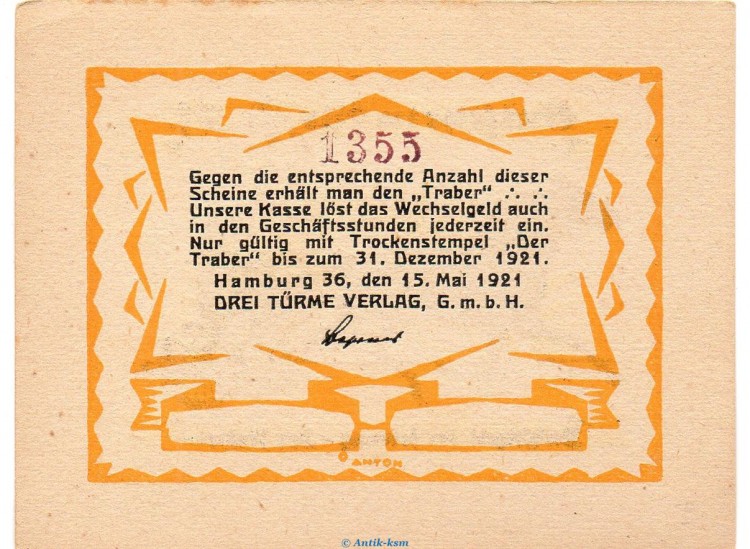 1355
Gegen die entsprechende Anzahl dieser
Scheine erhält man den „Traber“ ∴ ∴
Unsere Kasse löst das Wechselgeld auch
in den Geschäftsstunden jederzeit ein.
Nur gültig mit Trockenstempel „Der
Traber“ bis zum 31. Dezember 1921.
Hamburg 36, den 15. Mai 1921
DREI TÜRME VERLAG, G. m. b. H.
ANTON
© Antik-ksm